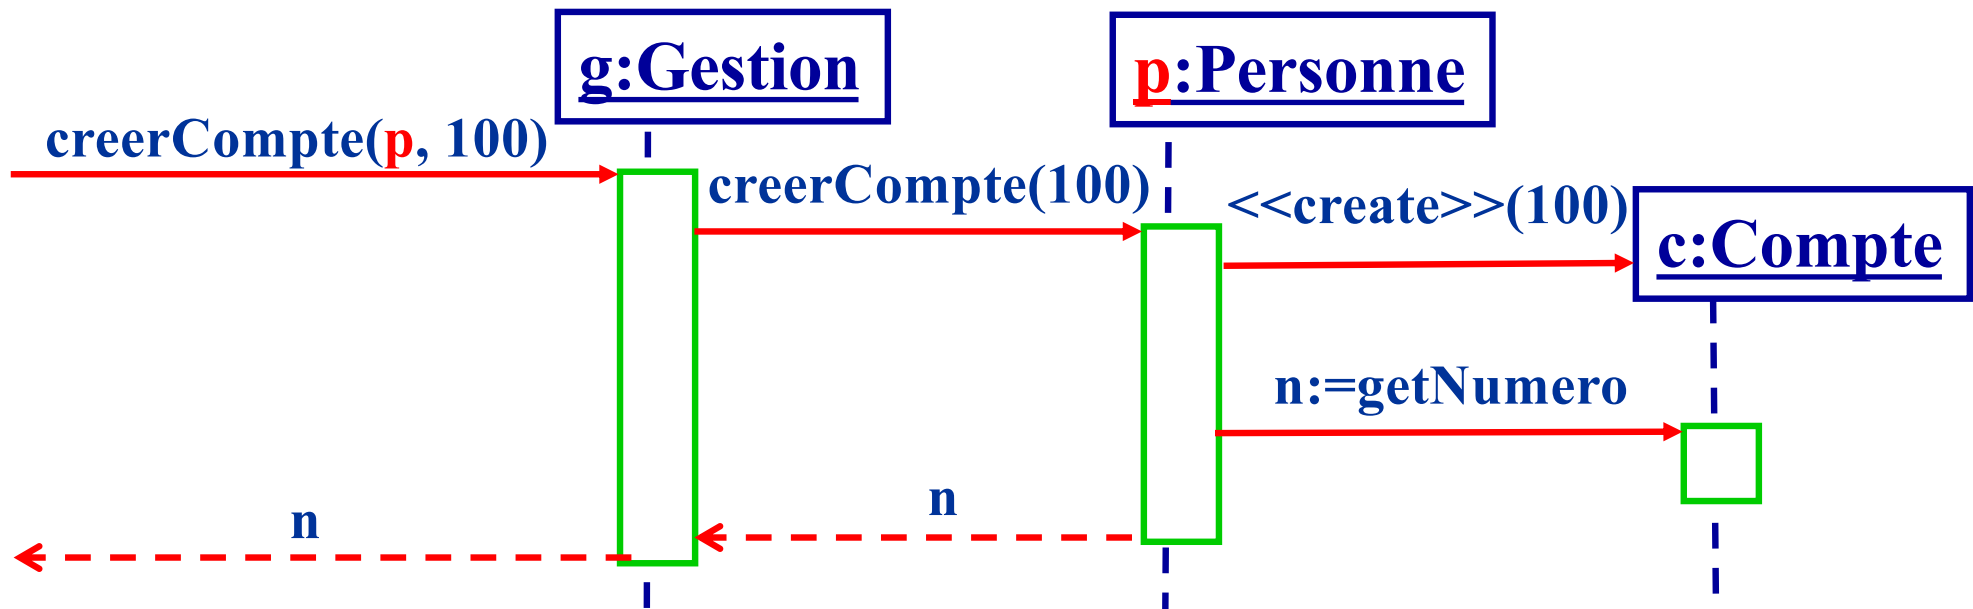 g:Gestion
p:Personne
creerCompte(p, 100)
creerCompte(100)
<<create>>(100)
c:Compte
n:=getNumero
n
n